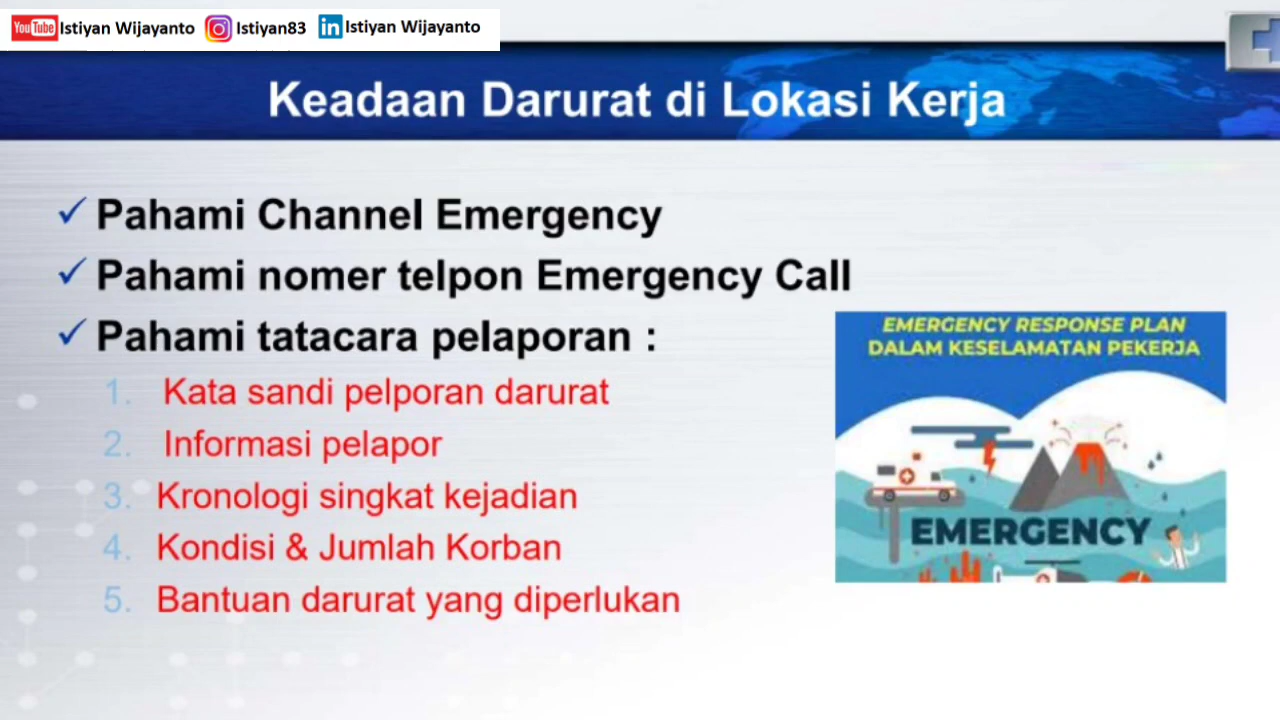 YouTube Istiyan Wijayanto Istiyan83 in Istiyan Wijayanto
Keadaan Darurat di Lokasi Kerja
✓ Pahami Channel Emergency
✓ Pahami nomer telpon Emergency Call
✓ Pahami tatacara pelaporan :
1. Kata sandi pelporan darurat
2. Informasi pelapor
3. Kronologi singkat kejadian
4. Kondisi & Jumlah Korban
5. Bantuan darurat yang diperlukan
EMERGENCY RESPONSE PLAN
DALAM KESELAMATAN PEKERJA
EMERGENCY